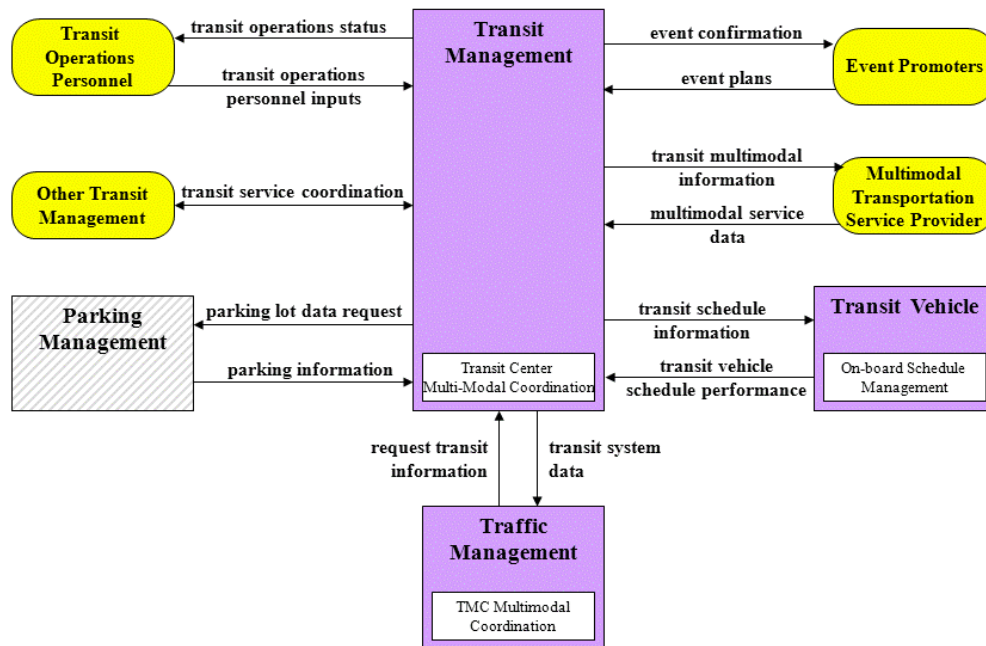 Transit
Operations
Personnel
transit operations status
transit operations
personnel inputs
Transit
Management
event confirmation
event plans
Event Promoters
Other Transit
Management
transit service coordination
transit multimodal
information
multimodal service
data
Multimodal
Transportation
Service Provider
Parking
Management
parking lot data request
parking information
Transit Center
Multi-Modal Coordination
transit schedule
information
transit vehicle
schedule performance
Transit Vehicle
On-board Schedule
Management
request transit
information
transit system
data
Traffic
Management
TMC Multimodal
Coordination